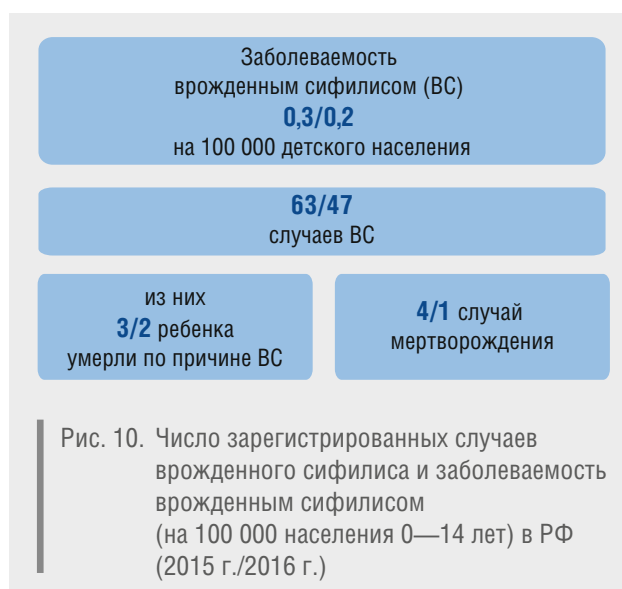 Заболеваемость
врожденным сифилисом (ВС)
0,3/0,2
на 100 000 детского населения
63/47
случаев ВС
из них
3/2 ребенка
умерли по причине ВС
4/1 случай
мертворождения
Рис. 10. Число зарегистрированных случаев
врожденного сифилиса и заболеваемость
врожденным сифилисом
(на 100 000 населения 0—14 лет) в РФ
(2015 г./2016 г.)